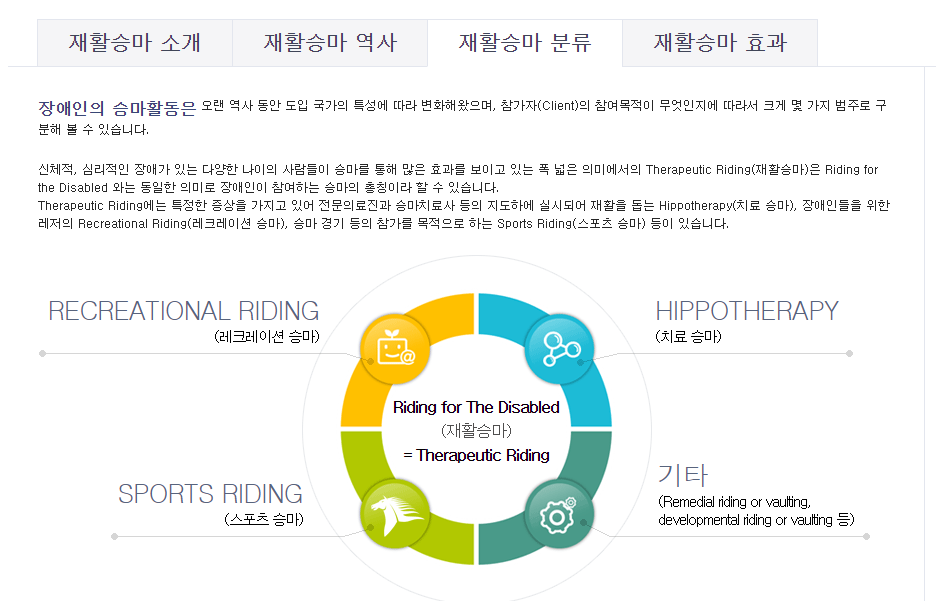 재활승마 소개
재활승마 역사
재활승마 분류
재활승마 효과
장애인의 승마활동은 오랜 역사 동안 도입 국가의 특성에 따라 변화해왔으며, 참가자(Client)의 참여목적이 무엇인지에 따라서 크게 몇 가지 범주로 구
분해 볼 수 있습니다.
신체적, 심리적인 장애가 있는 다양한 나이의 사람들이 승마를 통해 많은 효과를 보이고 있는 폭 넓은 의미에서의 Therapeutic Riding(재활승마)은 Riding for
the Disabled 와는 동일한 의미로 장애인이 참여하는 승마의 총칭이라 할 수 있습니다.
Therapeutic Riding에는 특정한 증상을 가지고 있어 전문의료진과 승마치료사 등의 지도하에 실시되어 재활을 돕는 Hippotherapy(치료 승마), 장애인들을 위한
레저의 Recreational Riding(레크레이션 승마), 승마 경기 등의 참가를 목적으로 하는 Sports Riding(스포츠 승마) 등이 있습니다.
RECREATIONAL RIDING
(레크레이션 승마)
HIPPOTHERAPY
(치료 승마)
Riding for The Disabled
(재활승마)
= Therapeutic Riding
SPORTS RIDING
(스포츠 승마)
기타
(Remedial riding or vaulting,
developmental riding or vaulting 등)